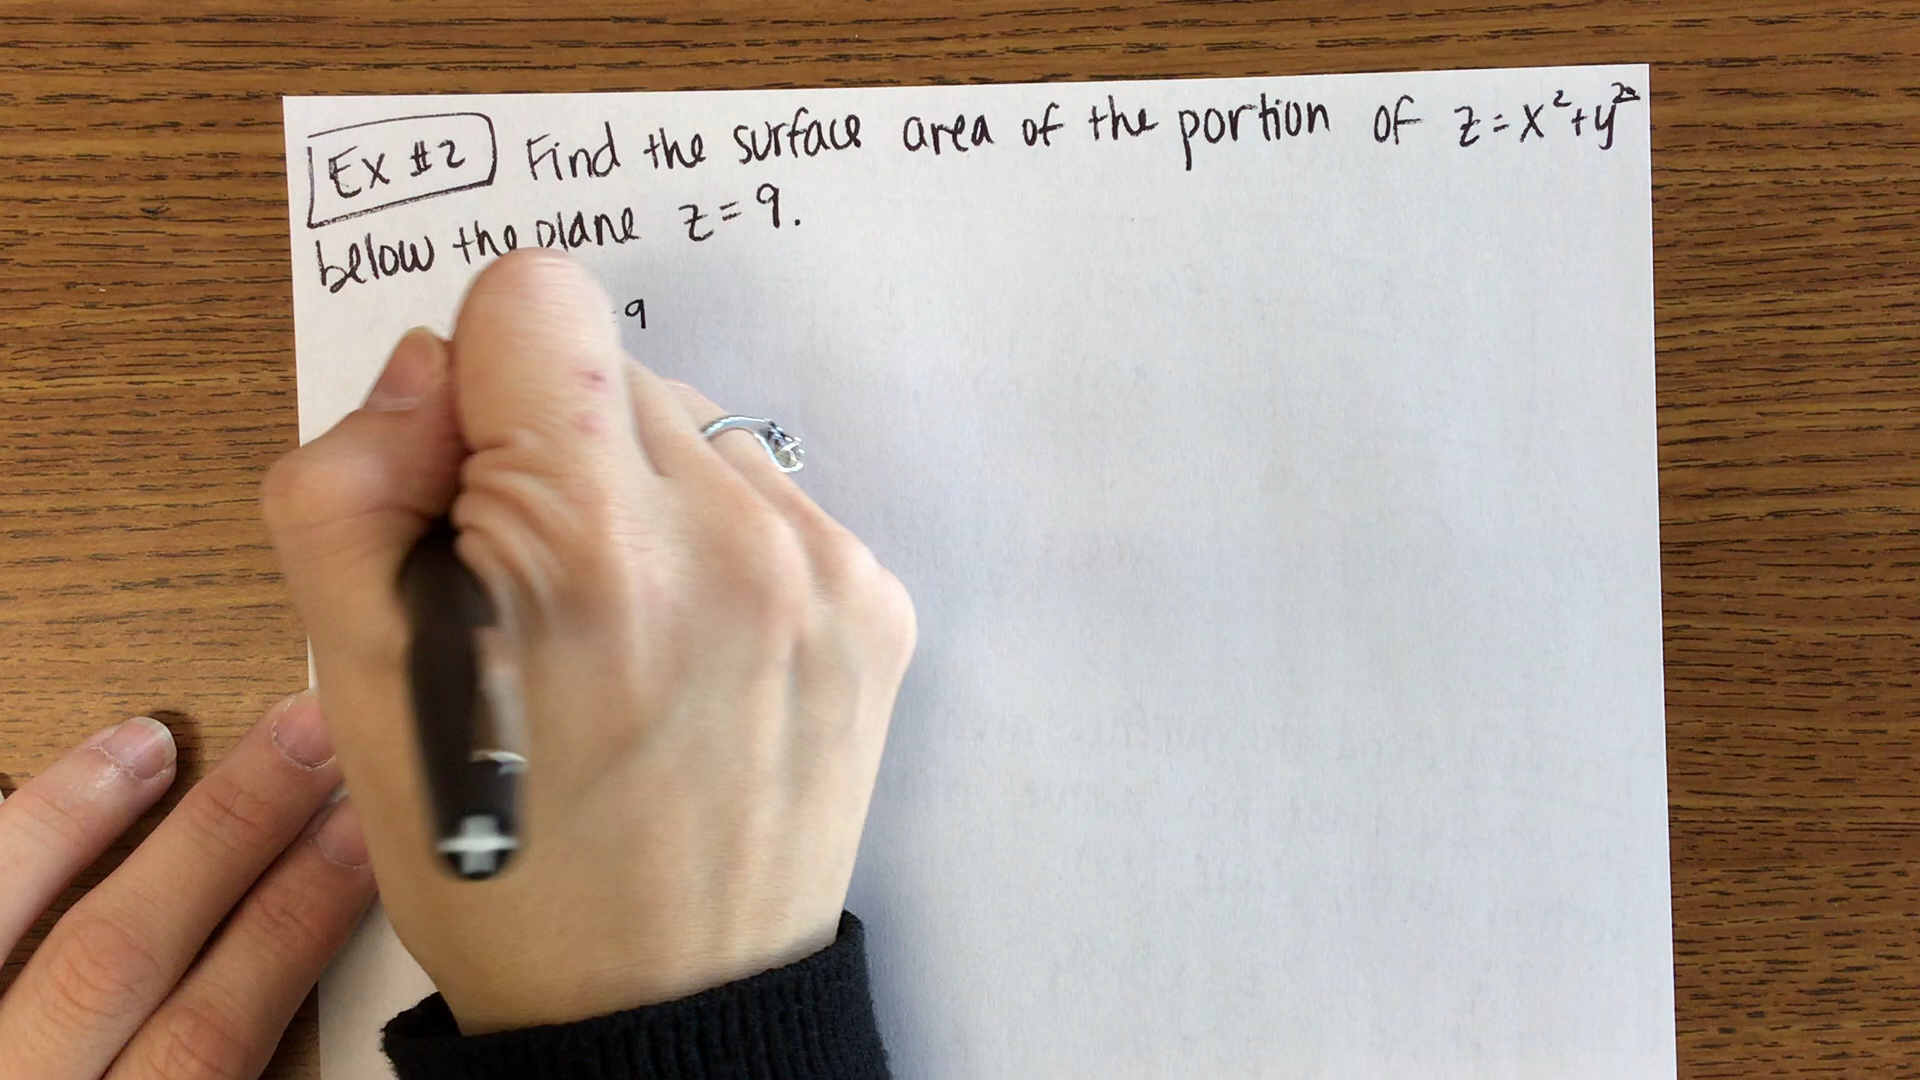 Ex #2 Find the surface area of the portion of z=x²+y²
below the plane z=9.
9